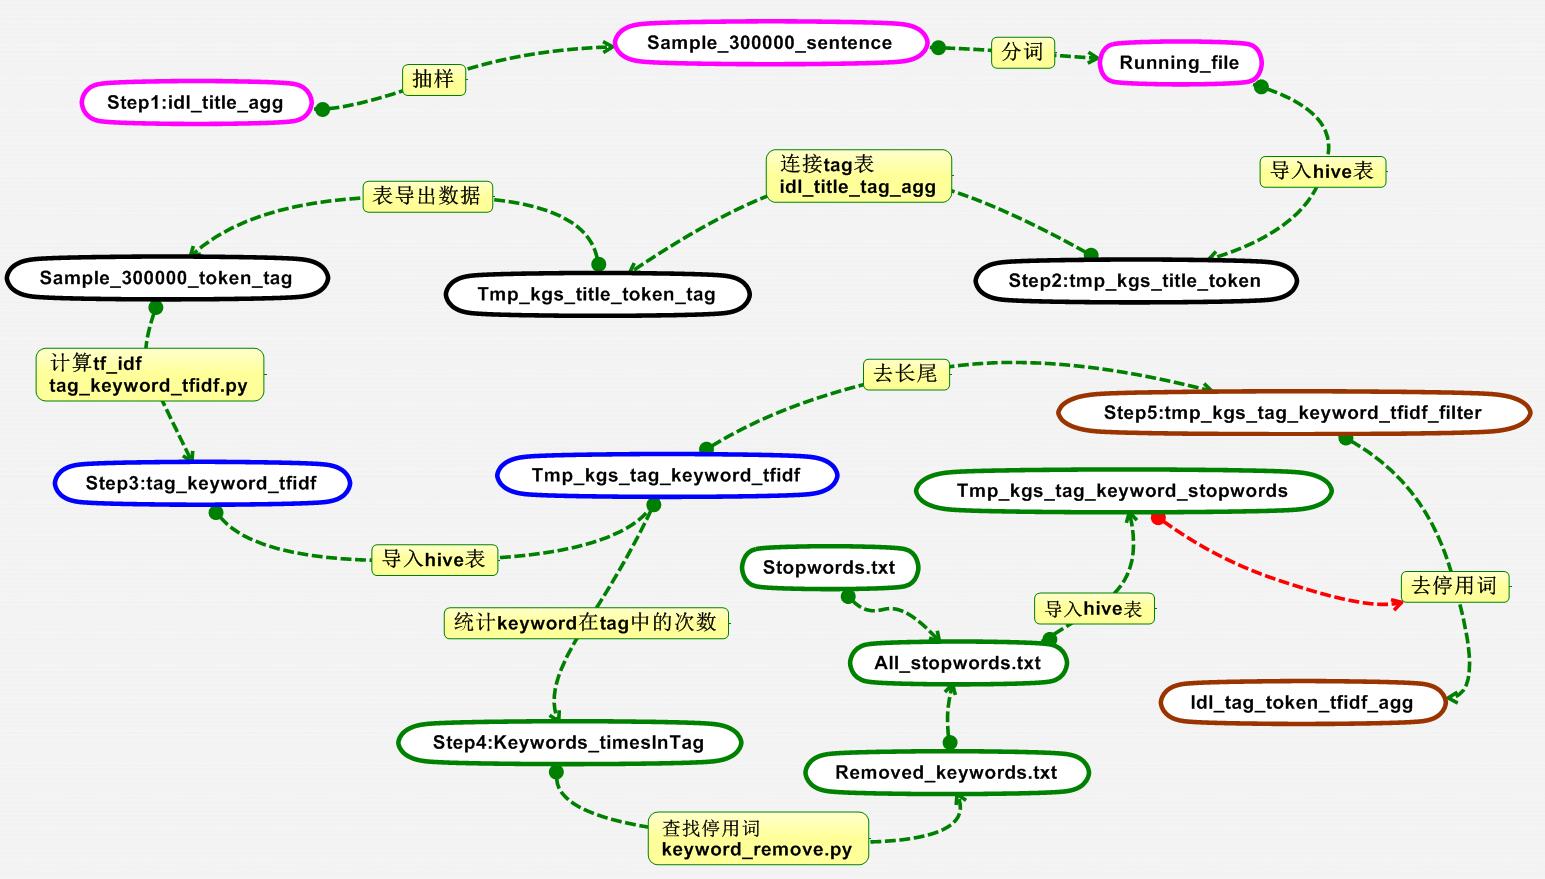 Sample_300000_sentence
分词
Running_file
抽样
Step1:idl_title_agg
连接tag表
idl_title_tag_agg
导入hive表
表导出数据
Sample_300000_token_tag
Tmp_kgs_title_token_tag
Step2:tmp_kgs_title_token
计算tf_idf
tag_keyword_tfidf.py
去长尾
Step5:tmp_kgs_tag_keyword_tfidf_filter
Step3:tag_keyword_tfidf
Tmp_kgs_tag_keyword_tfidf
Tmp_kgs_tag_keyword_stopwords
导入hive表
Stopwords.txt
去停用词
导入hive表
统计keyword在tag中的次数
All_stopwords.txt
Idl_tag_token_tfidf_agg
Step4:Keywords_timesInTag
Removed_keywords.txt
查找停用词
keyword_remove.py